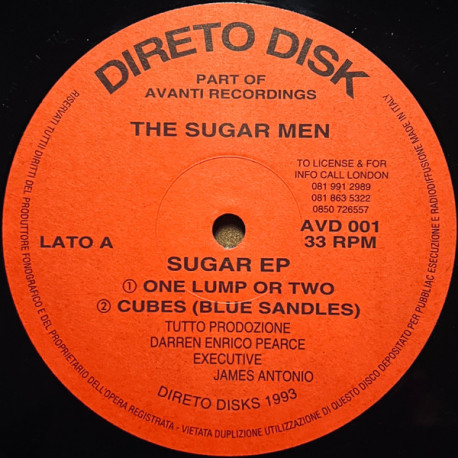 DIRETO DISK
PART OF
AVANTI RECORDINGS
THE SUGAR MEN
TO LICENSE & FOR
INFO CALL LONDON
081 991 2989
081 863 5322
0850 726557
AVD 001
33 RPM
LATO A
SUGAR EP
① ONE LUMP OR TWO
② CUBES (BLUE SANDLES)
TUTTO PRODOZIONE
DARREN ENRICO PEARCE
EXECUTIVE
JAMES ANTONIO
DIRETO DISKS 1993
RISERVATI TUTTI DIRITTI DEL PRODUTTORE FONOGRAFICO E DEL PROPRIETARIO DELL'OPERA REGISTRATA - VIETATA DUPLIZIONE UTILIZZAZIONE DI QUESTO DISCO DEPOSITATO PER PUBBLIAC ESECUZIONE E RADIODIFFUSIONE MADE IN ITALY